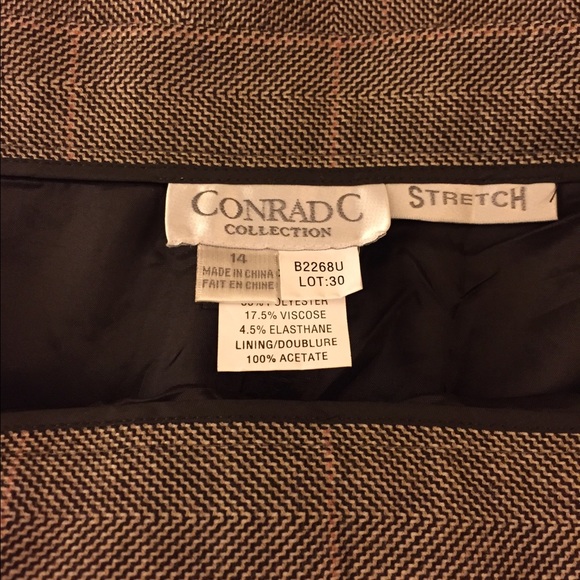 CONRAD C
COLLECTION
STRETCH
14
MADE IN CHINA
FAIT EN CHINE
B2268U
LOT:30
17.5% VISCOSE
4.5% ELASTHANE
LINING/DOUBLURE
100% ACETATE